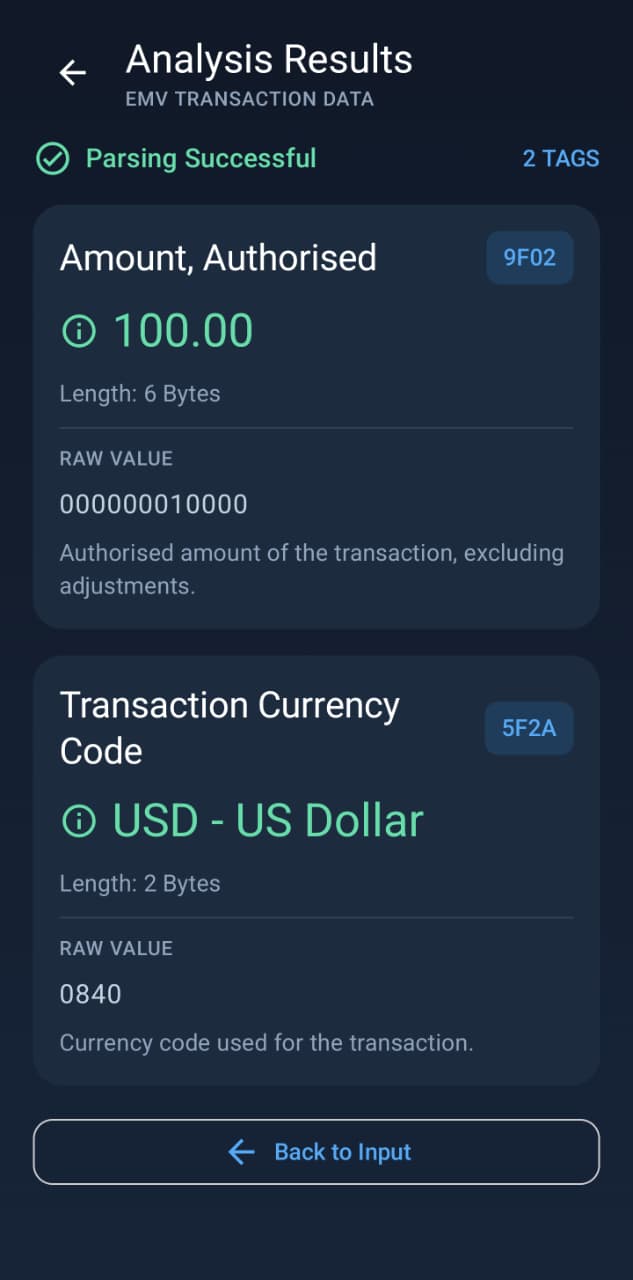 Analysis Results
EMV TRANSACTION DATA
Parsing Successful
2 TAGS
Amount, Authorised
9F02
100.00
Length: 6 Bytes
RAW VALUE
000000010000
Authorised amount of the transaction, excluding
adjustments.
Transaction Currency
Code
5F2A
USD - US Dollar
Length: 2 Bytes
RAW VALUE
0840
Currency code used for the transaction.
Back to Input